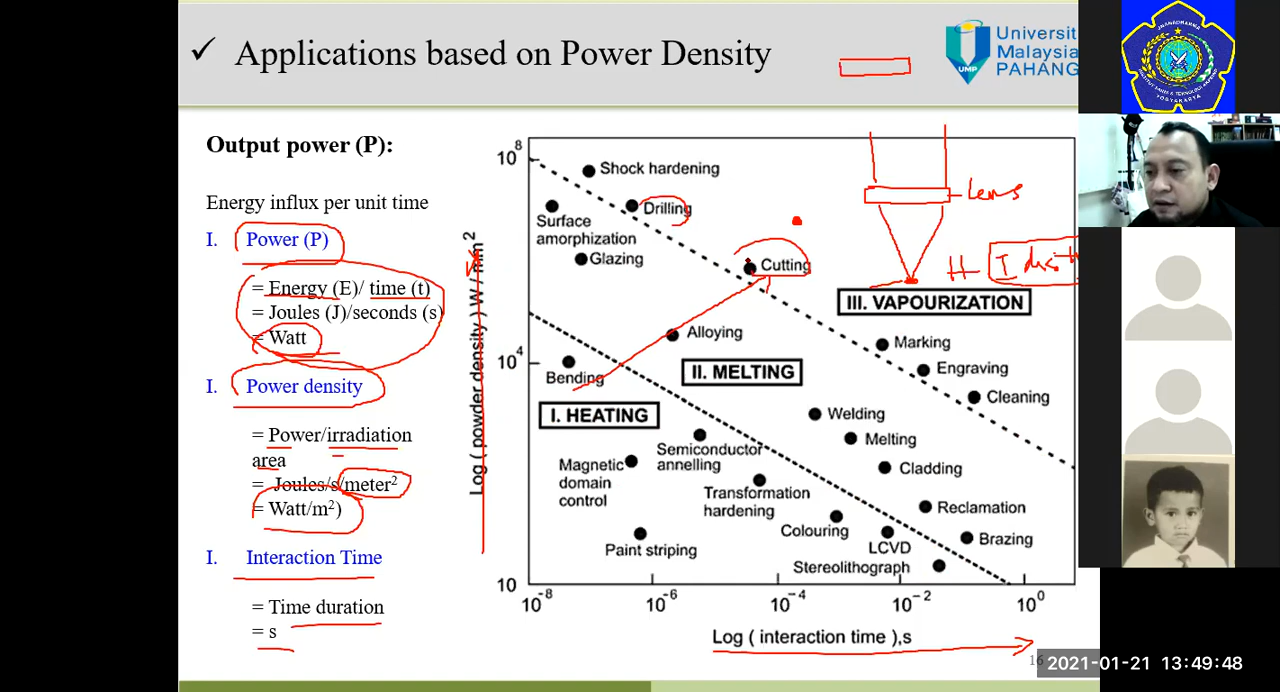 ✓ Applications based on Power Density
Universiti
Malaysia
PAHANG
UMP
YOGYAKARTA
Output power (P):
Energy influx per unit time
I. Power (P)
= Energy (E)/ time (t)
= Joules (J)/seconds (s)
= Watt
I. Power density
= Power/irradiation
area
= Joules/s/meter²
= Watt/m²)
I. Interaction Time
= Time duration
= s
Log ( powder density ) W / mm²
10⁸
10⁴
10
Shock hardening
Drilling
Surface
amorphization
Glazing
Cutting
lens
III. VAPOURIZATION
Alloying
Marking
Bending
II. MELTING
Engraving
Cleaning
I. HEATING
Welding
Melting
Semiconductor
annelling
Magnetic
domain
control
Cladding
Transformation
hardening
Reclamation
Colouring
Brazing
Paint striping
LCVD
Stereolithograph
10⁻⁸
10⁻⁶
10⁻⁴
10⁻²
10⁰
Log ( interaction time ),s
16
2021-01-21 13:49:48